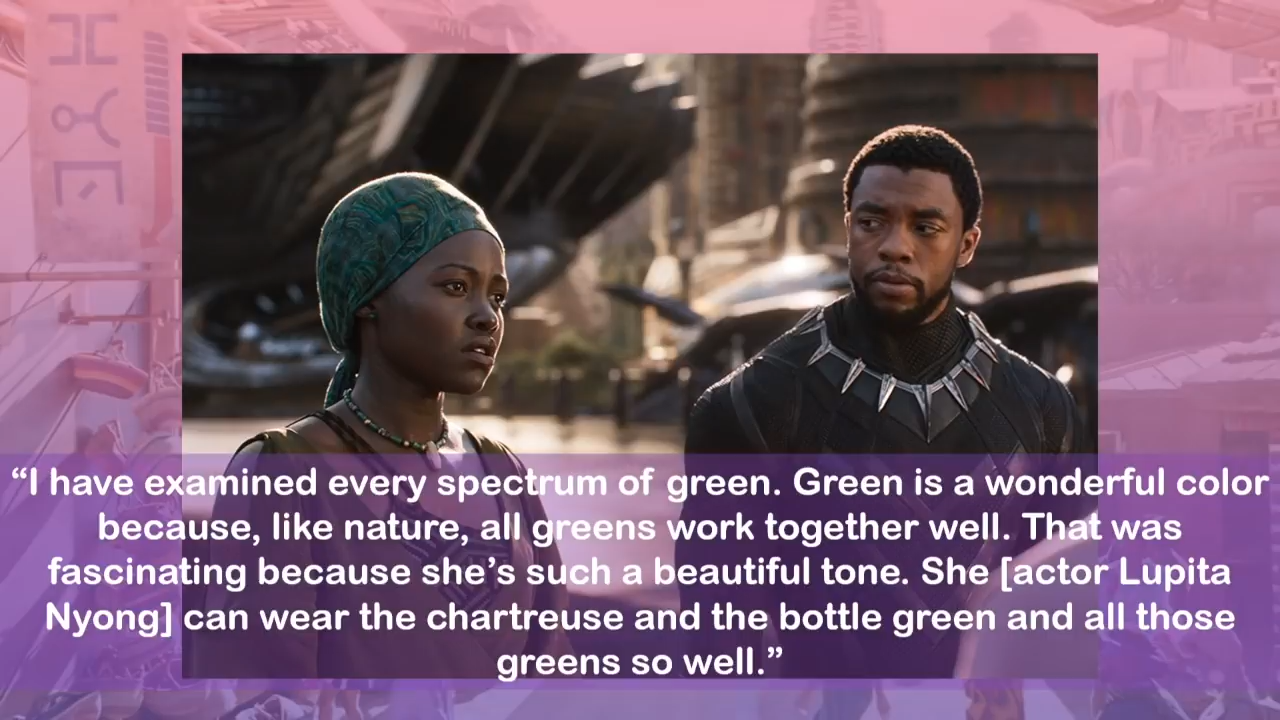 “I have examined every spectrum of green. Green is a wonderful color
because, like nature, all greens work together well. That was
fascinating because she’s such a beautiful tone. She [actor Lupita
Nyong] can wear the chartreuse and the bottle green and all those
greens so well.”